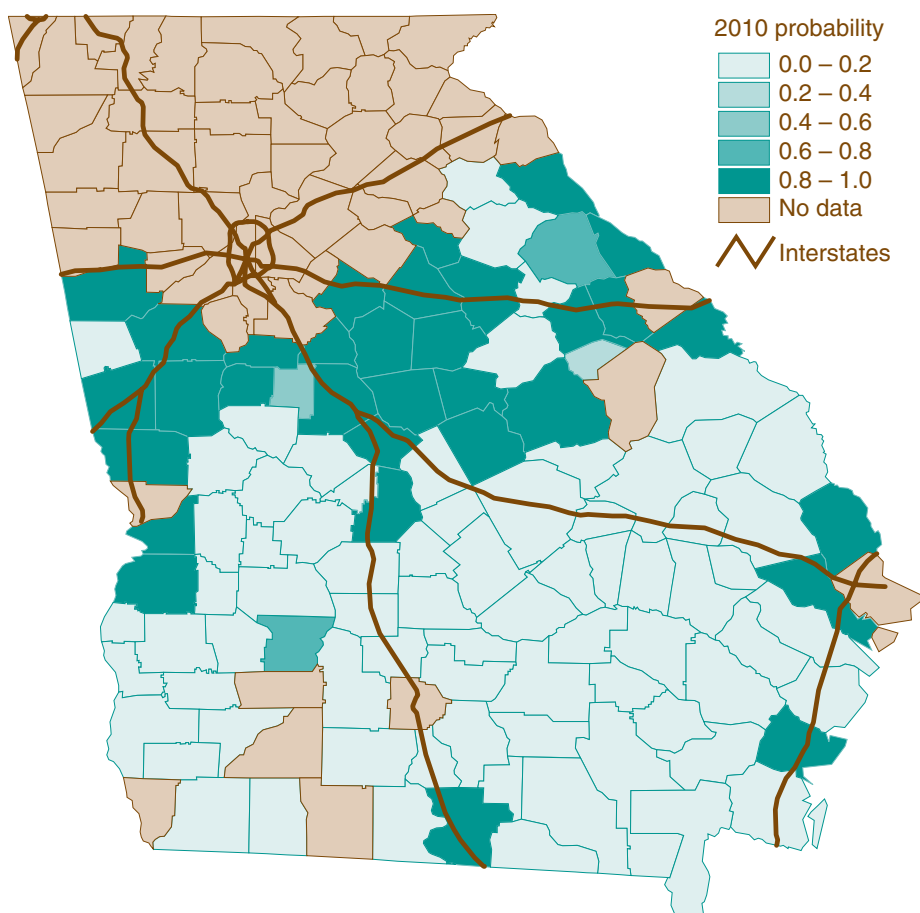 2010 probability
0.0 – 0.2
0.2 – 0.4
0.4 – 0.6
0.6 – 0.8
0.8 – 1.0
No data
Interstates